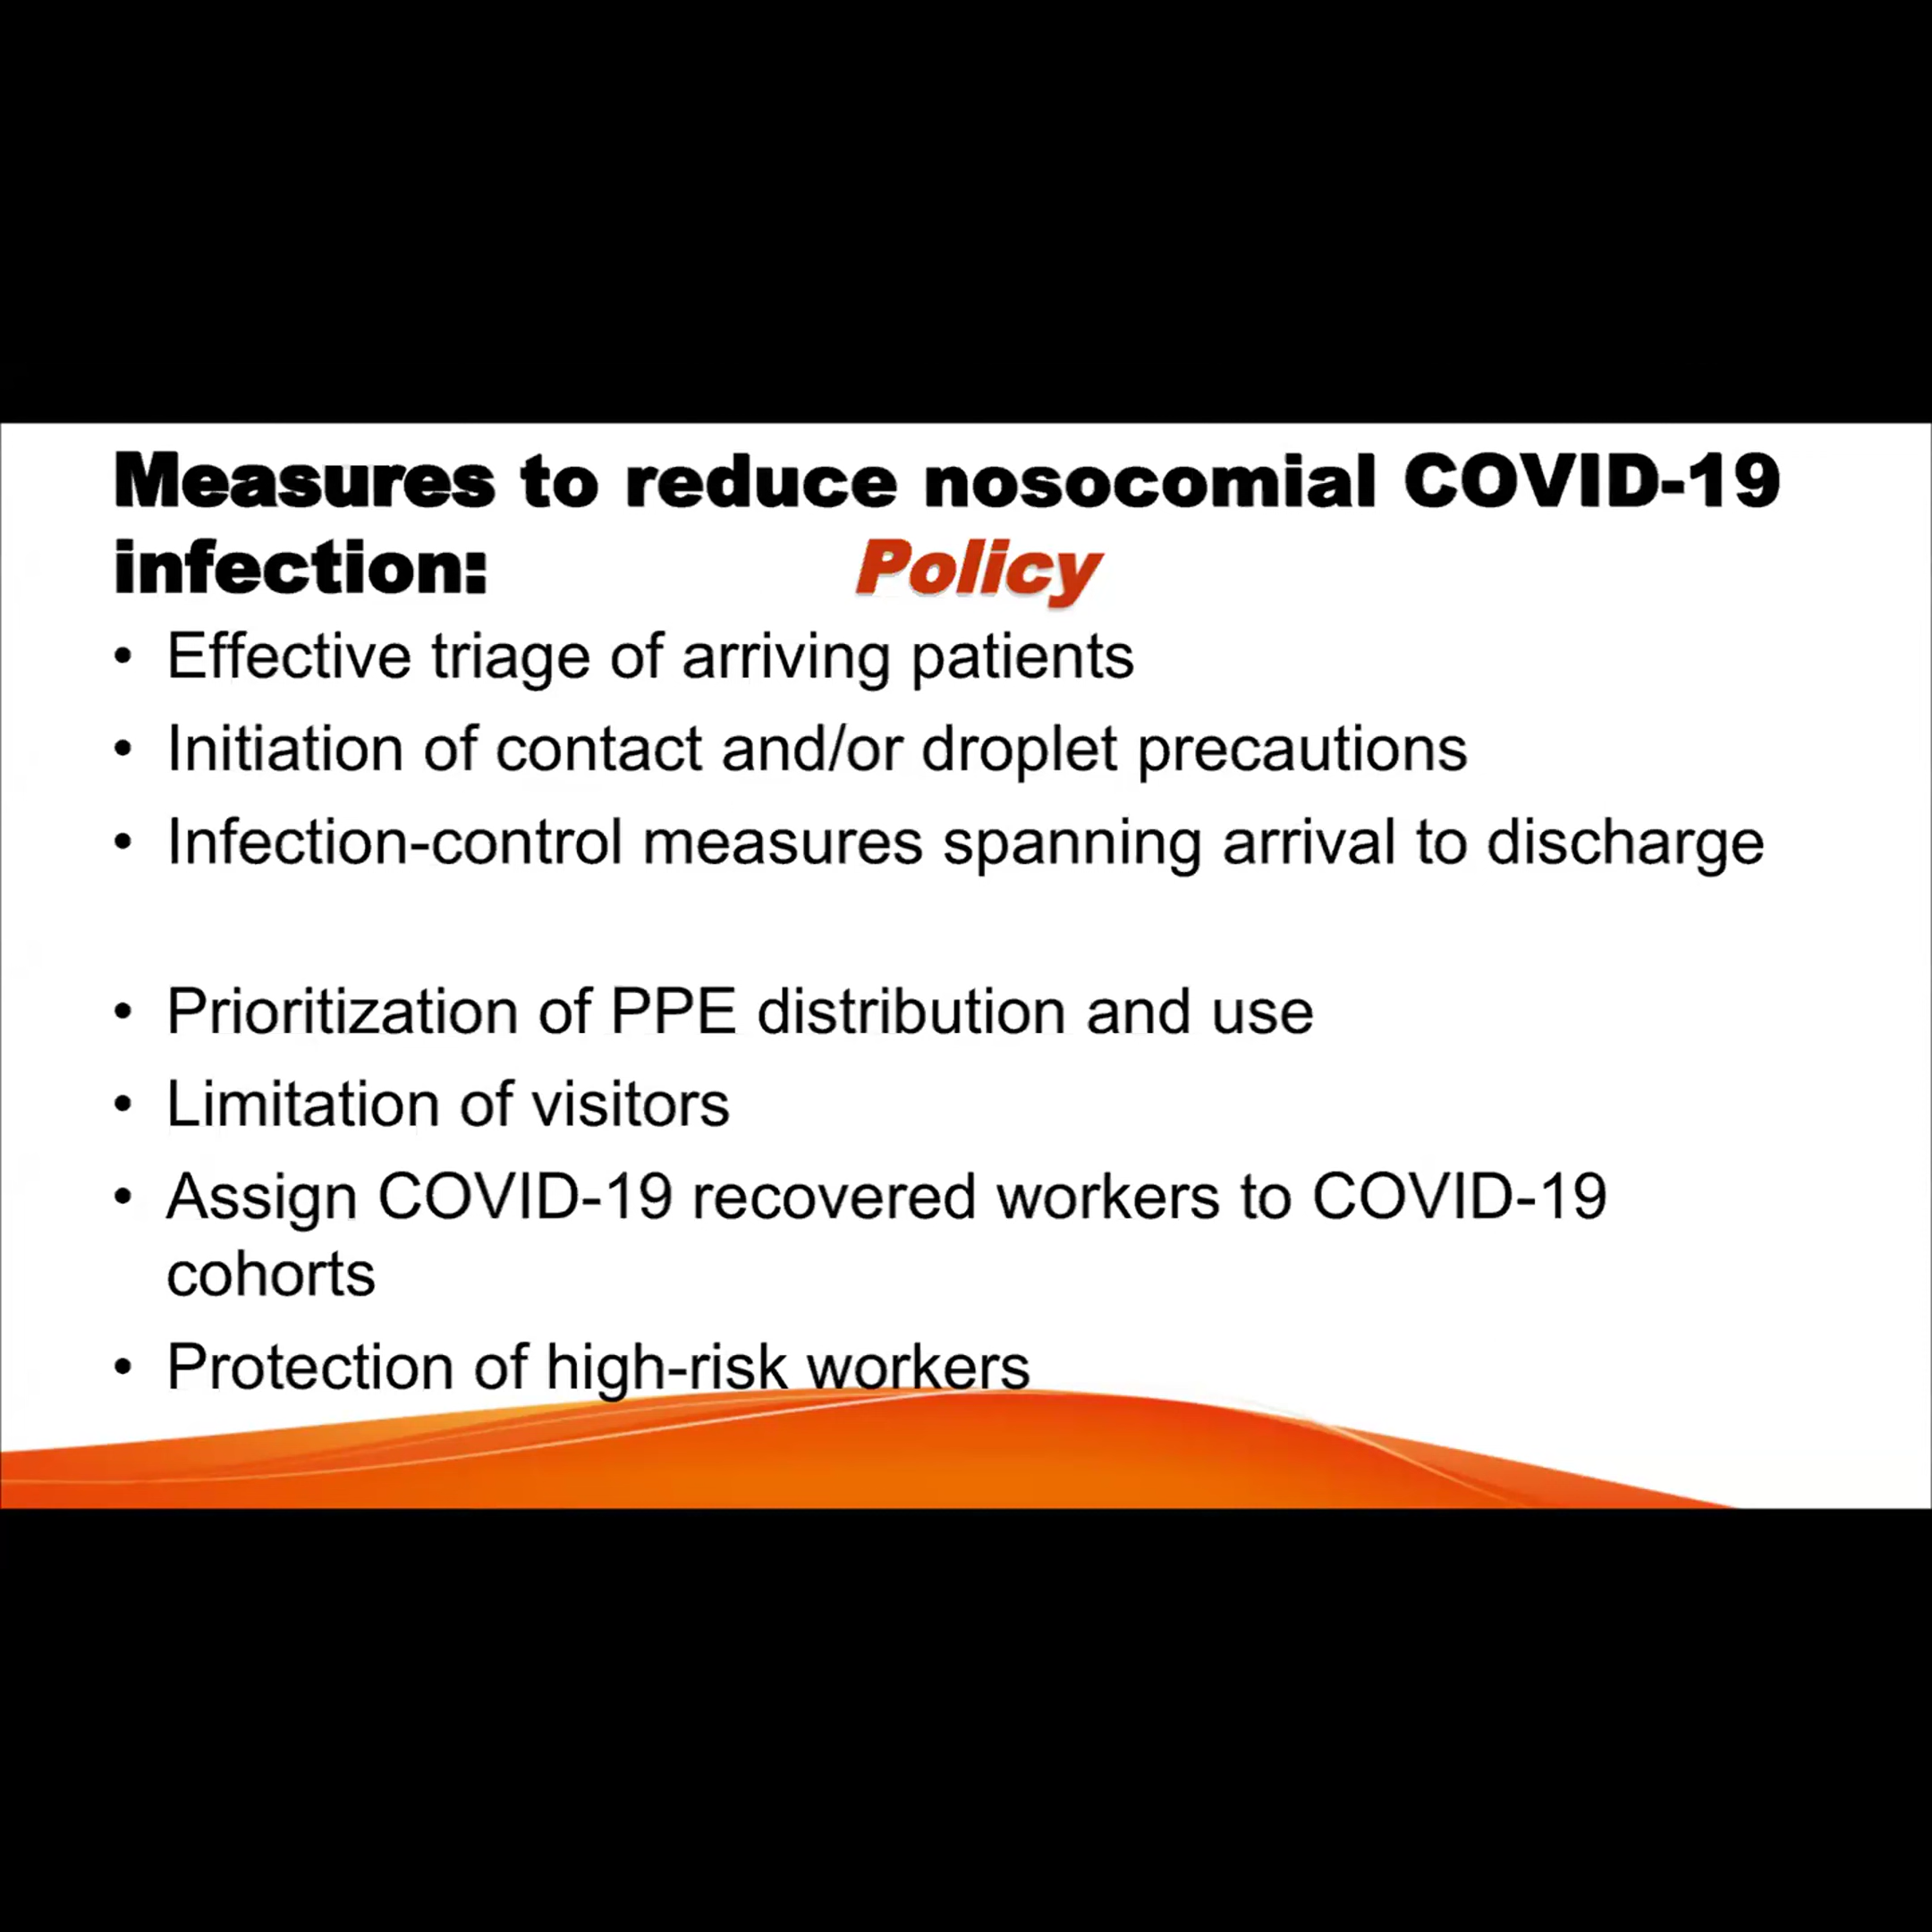 Measures to reduce nosocomial COVID-19
infection: Policy
• Effective triage of arriving patients
• Initiation of contact and/or droplet precautions
• Infection-control measures spanning arrival to discharge
• Prioritization of PPE distribution and use
• Limitation of visitors
• Assign COVID-19 recovered workers to COVID-19
cohorts
• Protection of high-risk workers